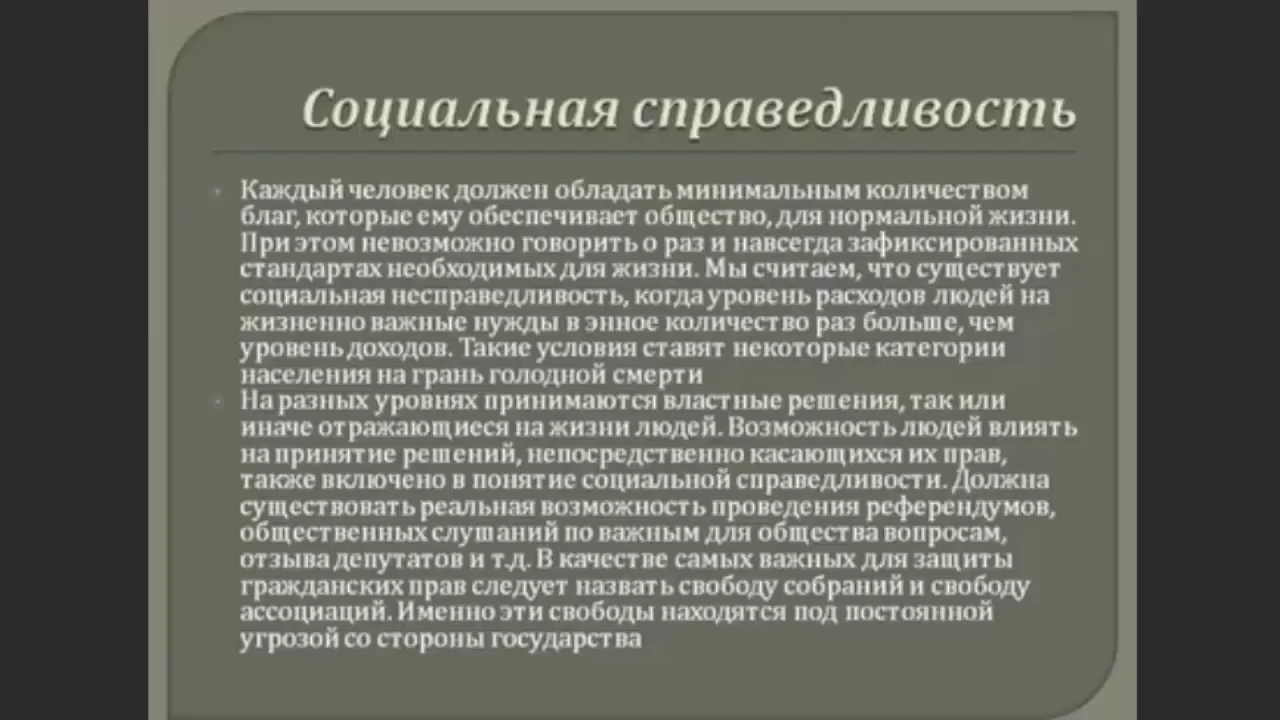 Социальная справедливость
Каждый человек должен обладать минимальным количеством
благ, которые ему обеспечивает общество, для нормальной жизни.
При этом невозможно говорить о раз и навсегда зафиксированных
стандартах необходимых для жизни. Мы считаем, что существует
социальная несправедливость, когда уровень расходов людей на
жизненно важные нужды в энное количество раз больше, чем
уровень доходов. Такие условия ставят некоторые категории
населения на грань голодной смерти
На разных уровнях принимаются властные решения, так или
иначе отражающиеся на жизни людей. Возможность людей влиять
на принятие решений, непосредственно касающихся их прав,
также включено в понятие социальной справедливости. Должна
существовать реальная возможность проведения референдумов,
общественных слушаний по важным для общества вопросам,
отзыва депутатов и т.д. В качестве самых важных для защиты
гражданских прав следует назвать свободу собраний и свободу
ассоциаций. Именно эти свободы находятся под постоянной
угрозой со стороны государства